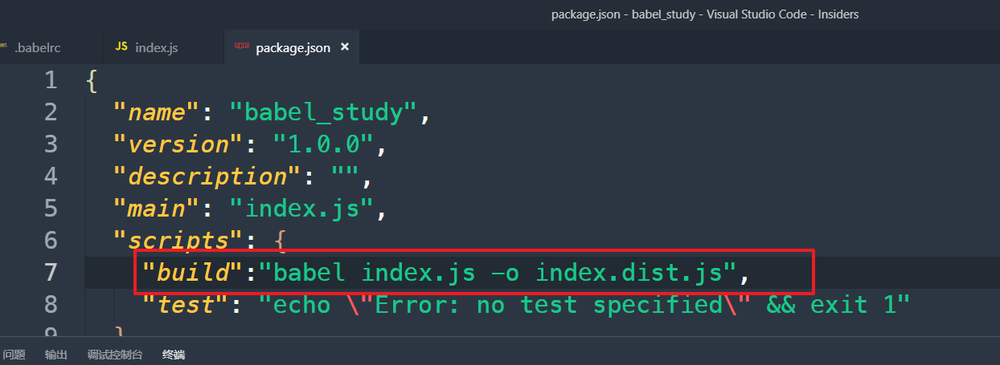 package.json - babel_study - Visual Studio Code - Insiders
.babelrc JS index.js package.json ×
1 {
2 "name": "babel_study",
3 "version": "1.0.0",
4 "description": "",
5 "main": "index.js",
6 "scripts": {
7 "build":"babel index.js -o index.dist.js",
8 "test": "echo \"Error: no test specified\" && exit 1"
9 }
问题 输出 调试控制台 终端